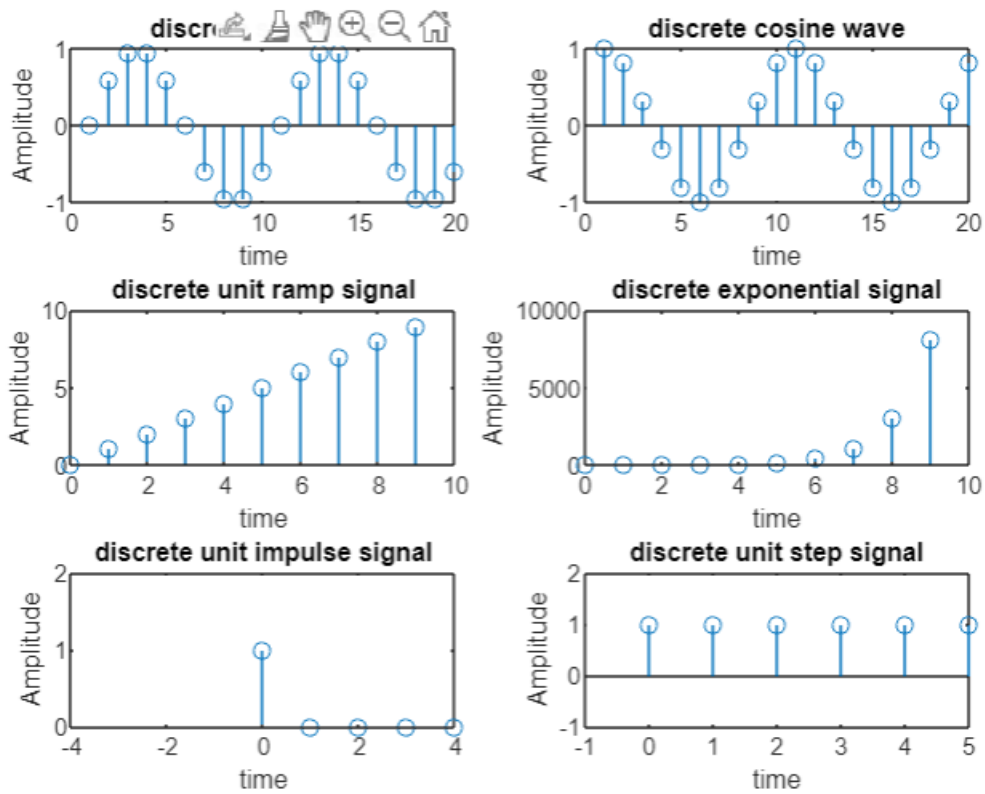 discrete cosine wave
1
0
-1
Amplitude
0 5 10 15 20
time
1
0
-1
Amplitude
0 5 10 15 20
time
discrete unit ramp signal
10
5
0
Amplitude
0 2 4 6 8 10
time
discrete exponential signal
10000
5000
0
Amplitude
0 2 4 6 8 10
time
discrete unit impulse signal
2
1
0
Amplitude
-4 -2 0 2 4
time
discrete unit step signal
2
1
0
-1
Amplitude
-1 0 1 2 3 4 5
time